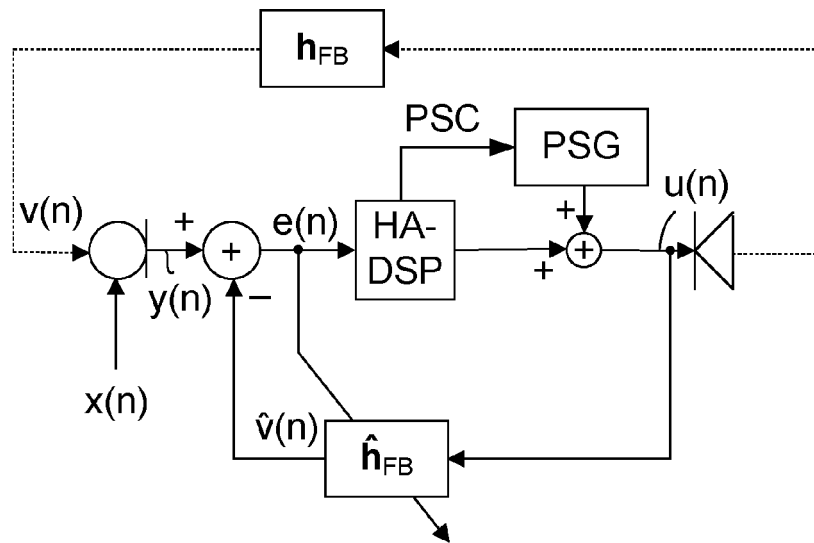 h_FB
PSC
PSG
v(n)
+
+
e(n)
HA-
DSP
+
+
+
u(n)
y(n)
−
x(n)
v̂(n)
ĥ_FB